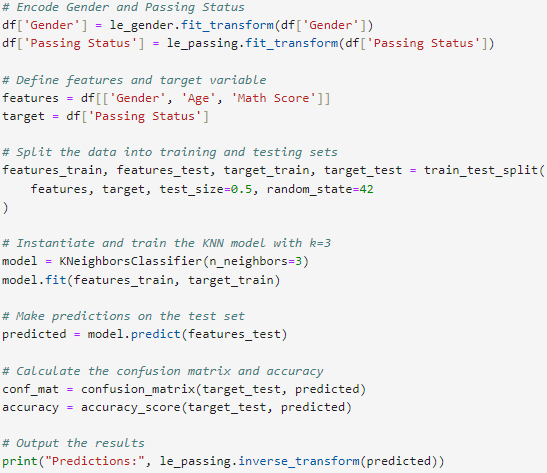 # Encode Gender and Passing Status
df['Gender'] = le_gender.fit_transform(df['Gender'])
df['Passing Status'] = le_passing.fit_transform(df['Passing Status'])
# Define features and target variable
features = df[['Gender', 'Age', 'Math Score']]
target = df['Passing Status']
# Split the data into training and testing sets
features_train, features_test, target_train, target_test = train_test_split(
    features, target, test_size=0.5, random_state=42
)
# Instantiate and train the KNN model with k=3
model = KNeighborsClassifier(n_neighbors=3)
model.fit(features_train, target_train)
# Make predictions on the test set
predicted = model.predict(features_test)
# Calculate the confusion matrix and accuracy
conf_mat = confusion_matrix(target_test, predicted)
accuracy = accuracy_score(target_test, predicted)
# Output the results
print("Predictions:", le_passing.inverse_transform(predicted))